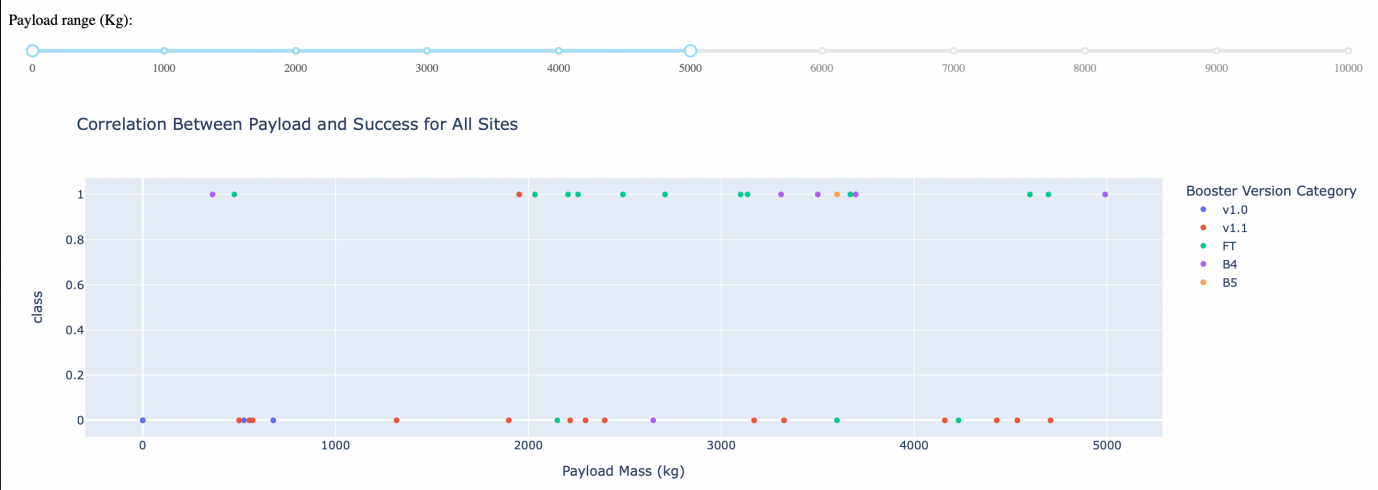 Payload range (Kg):
0 1000 2000 3000 4000 5000 6000 7000 8000 9000 10000
Correlation Between Payload and Success for All Sites
Booster Version Category
v1.0
v1.1
FT
B4
B5
1
0.8
0.6
0.4
0.2
0
class
0 1000 2000 3000 4000 5000
Payload Mass (kg)